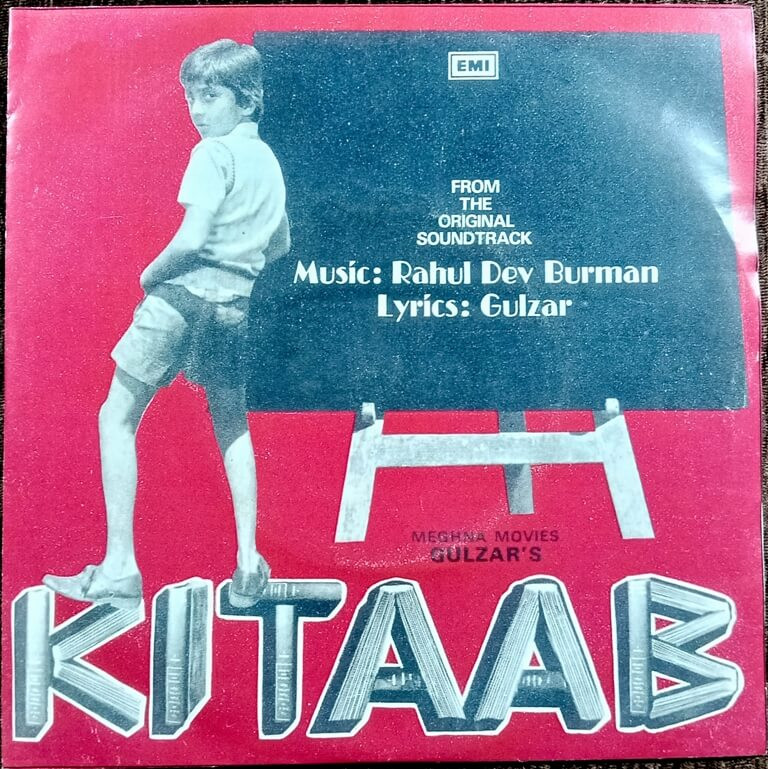 EMI
FROM
THE
ORIGINAL
SOUNDTRACK
Music: Rahul Dev Burman
Lyrics: Gulzar
MEGHNA MOVIES
GULZAR'S
KITAAB